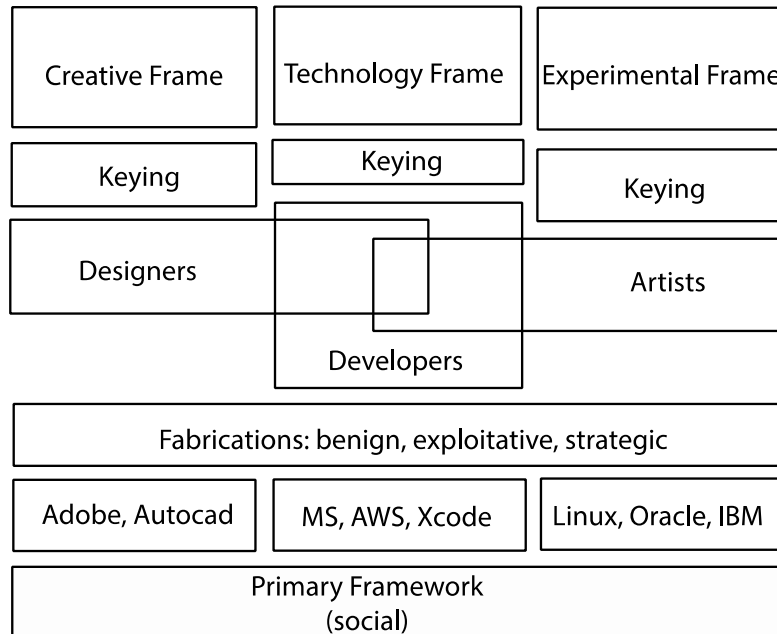 Creative Frame
Technology Frame
Experimental Frame
Keying
Keying
Keying
Designers
Artists
Developers
Fabrications: benign, exploitative, strategic
Adobe, Autocad
MS, AWS, Xcode
Linux, Oracle, IBM
Primary Framework
(social)